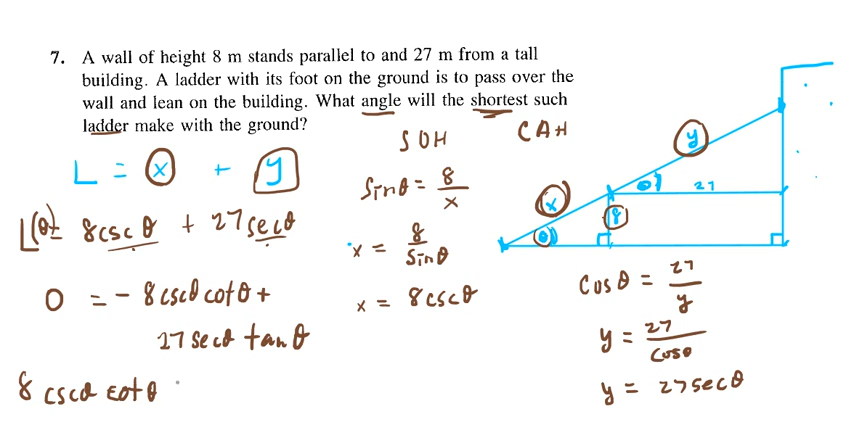 7. A wall of height 8 m stands parallel to and 27 m from a tall
building. A ladder with its foot on the ground is to pass over the
wall and lean on the building. What angle will the shortest such
ladder make with the ground?
SOH
CAH
L = x + y
sinθ = 8/x
L(θ) = 8cscθ + 27secθ
x = 8/sinθ
0 = -8cscθcotθ +
27secθ tanθ
x = 8cscθ
8cscθ cotθ
y
x
θ
27
8
θ
cosθ = 27/y
y = 27/cosθ
y = 27secθ